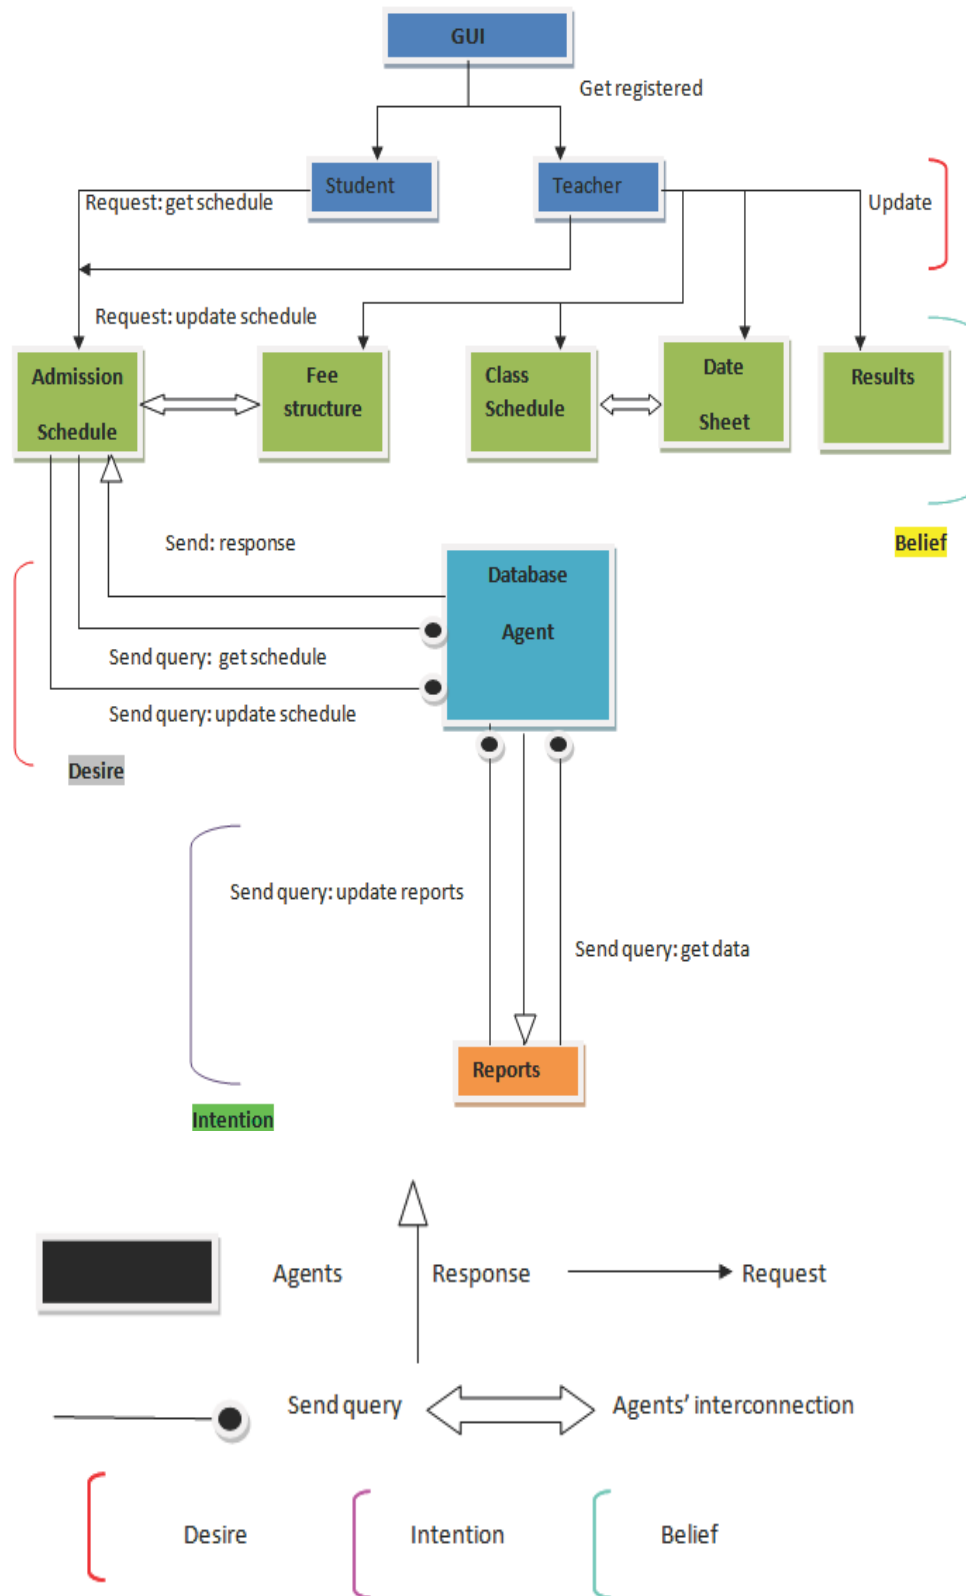 GUI
Get registered
Student
Teacher
Request: get schedule
Update
Request: update schedule
Admission
Schedule
Fee
structure
Class
Schedule
Date
Sheet
Results
Belief
Send: response
Database
Agent
Send query: get schedule
Send query: update schedule
Desire
Send query: update reports
Send query: get data
Reports
Intention
Agents
Response
Request
Send query
Agents' interconnection
Desire
Intention
Belief